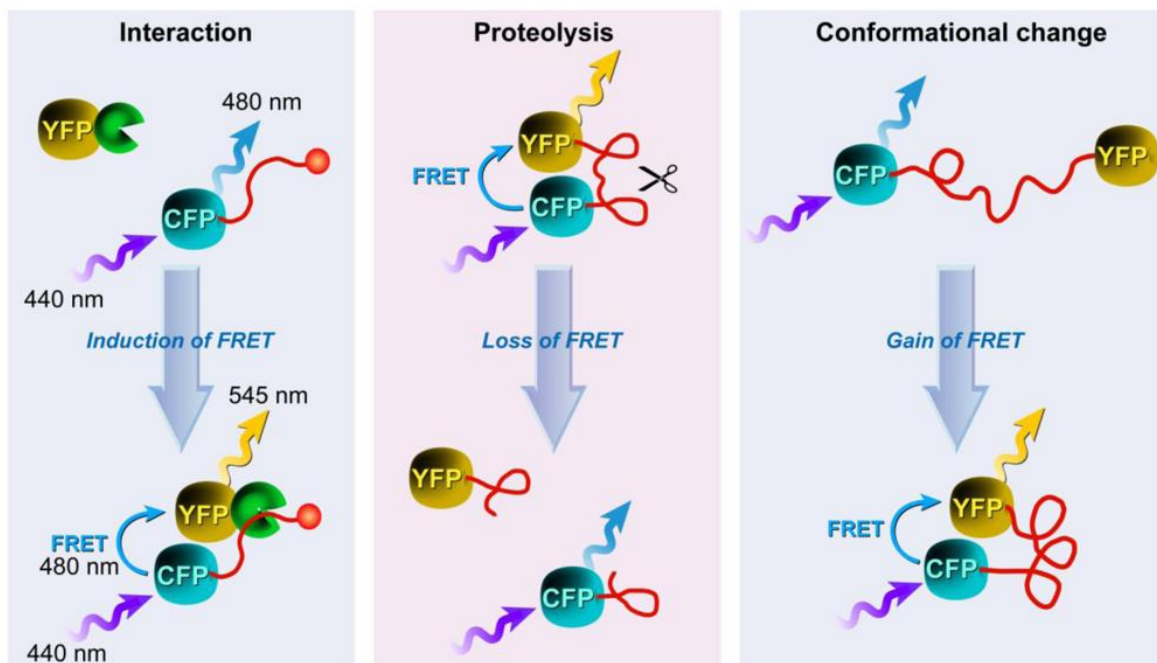 Interaction
YFP
480 nm
CFP
440 nm
Induction of FRET
545 nm
YFP
FRET
480 nm
CFP
440 nm
Proteolysis
YFP
FRET
CFP
Loss of FRET
YFP
CFP
Conformational change
CFP
YFP
Gain of FRET
YFP
FRET
CFP